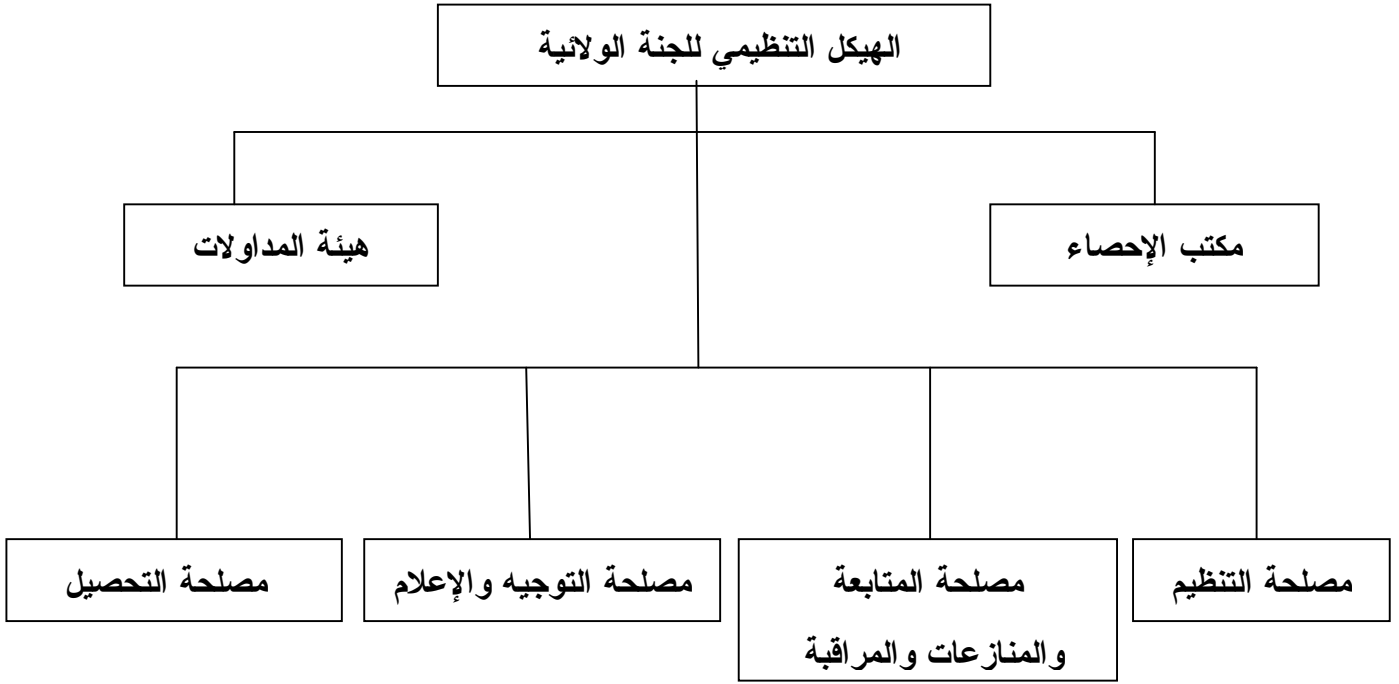 الهيكل التنظيمي للجنة الولائية
مكتب الإحصاء
هيئة المداولات
مصلحة التنظيم
مصلحة المتابعة
والمنازعات والمراقبة
مصلحة التوجيه والإعلام
مصلحة التحصيل